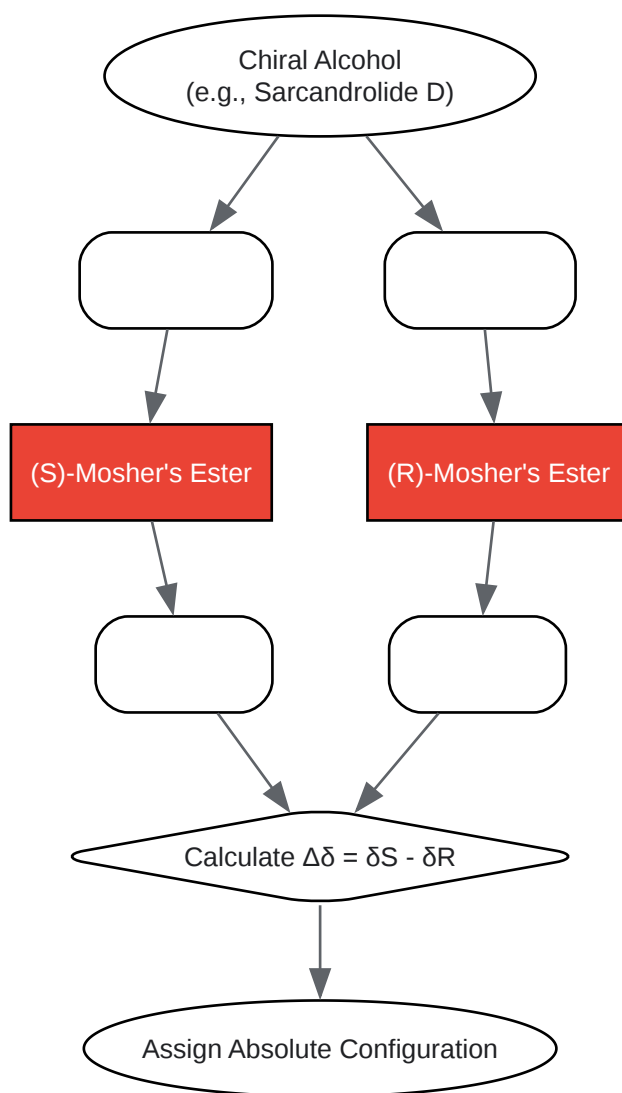 Chiral Alcohol
(e.g., Sarcandrolide D)
(S)-Mosher's Ester
(R)-Mosher's Ester
Calculate Δδ = δS - δR
Assign Absolute Configuration